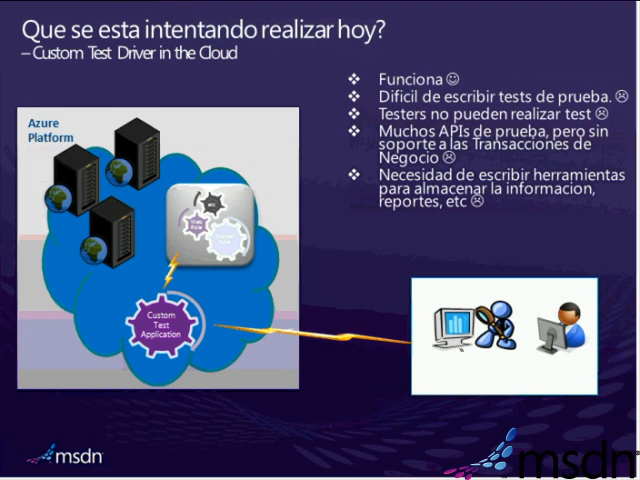 Que se esta intentando realizar hoy?
– Custom Test Driver in the Cloud
❖ Funciona ☺
❖ Dificil de escribir tests de prueba. ☹
❖ Testers no pueden realizar test ☹
❖ Muchos APIs de prueba, pero sin
soporte a las Transacciones de
Negocio ☹
❖ Necesidad de escribir herramientas
para almacenar la informacion,
reportes, etc ☹
Azure
Platform
Custom
Test
Application
msdn
msdn